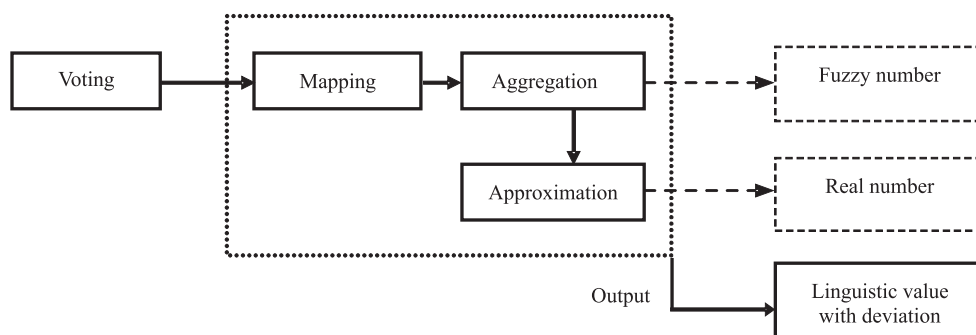 Voting
Mapping
Aggregation
Fuzzy number
Approximation
Real number
Output
Linguistic value
with deviation